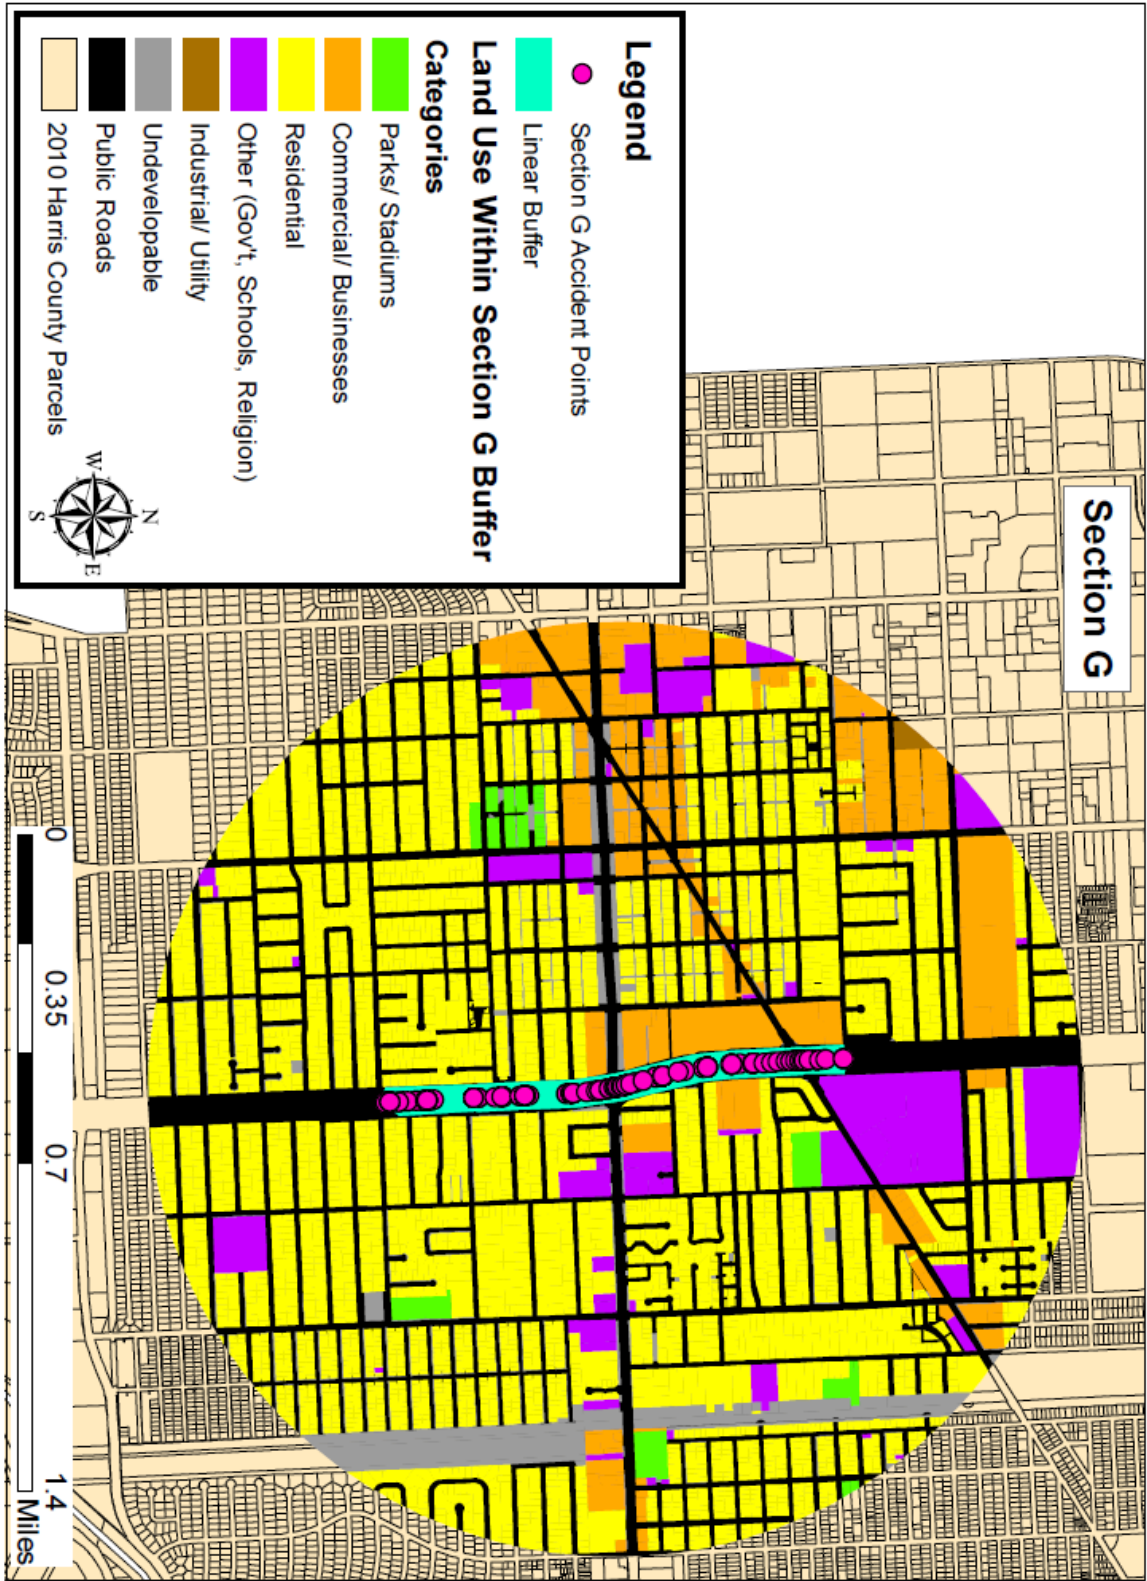 Section G
Legend
Section G Accident Points
Linear Buffer
Land Use Within Section G Buffer
Categories
Parks/ Stadiums
Commercial/ Businesses
Residential
Other (Gov't, Schools, Religion)
Industrial/ Utility
Undevelopable
Public Roads
2010 Harris County Parcels
N
W
E
S
0 0.35 0.7 1.4
Miles